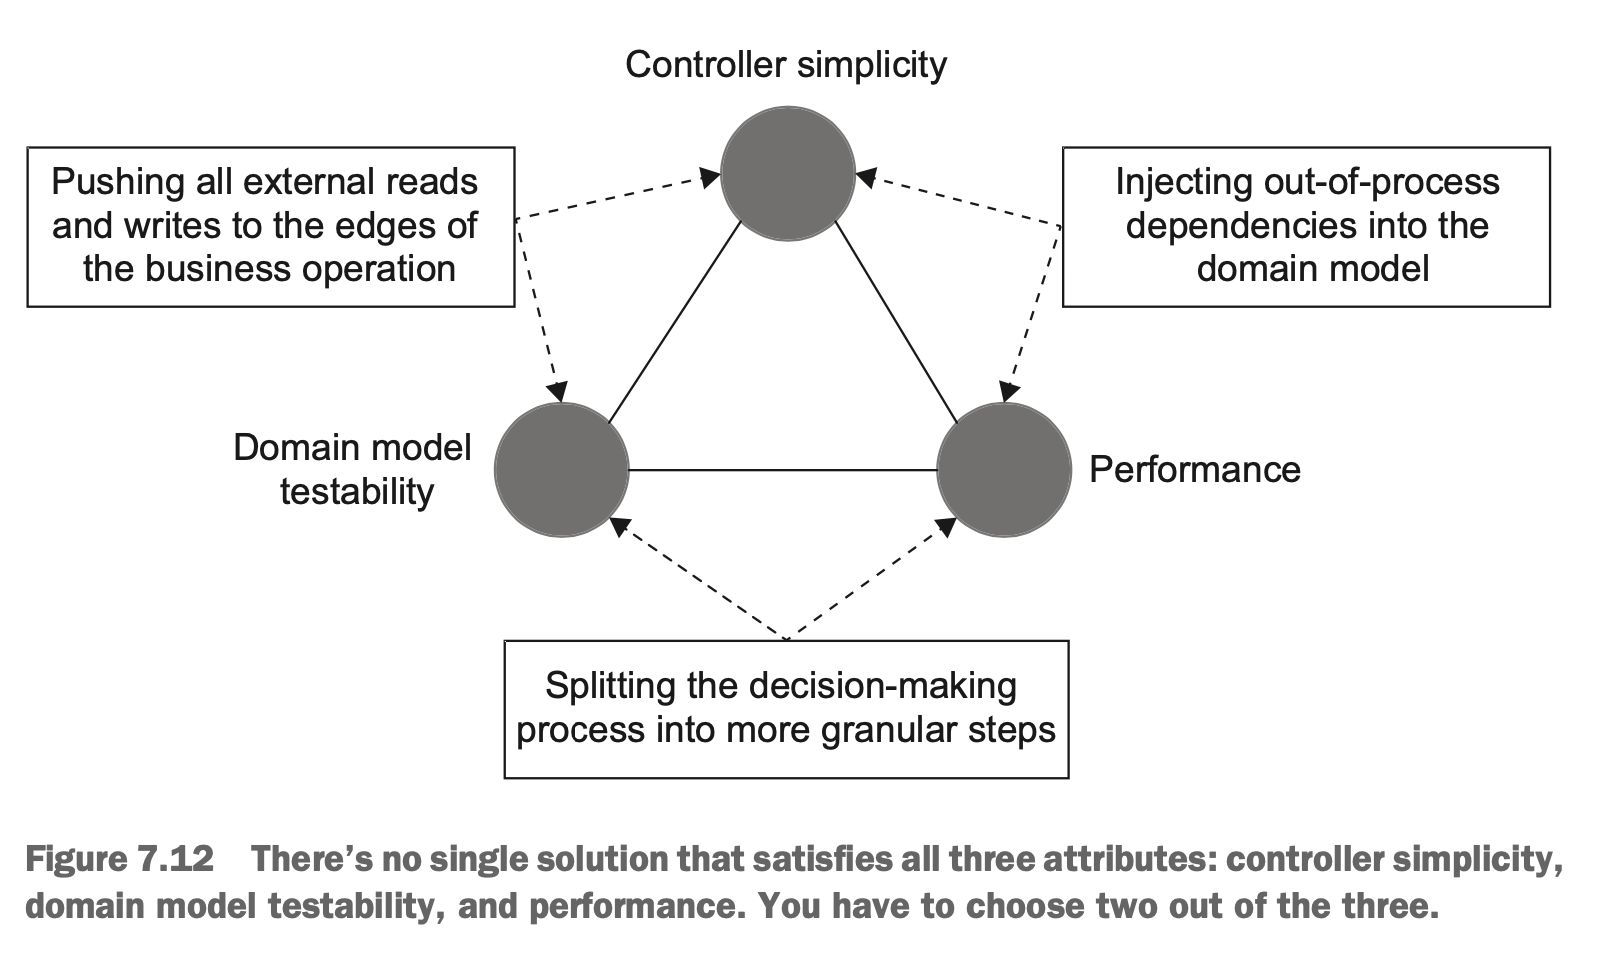 Controller simplicity
Pushing all external reads
and writes to the edges of
the business operation
Injecting out-of-process
dependencies into the
domain model
Domain model
testability
Performance
Splitting the decision-making
process into more granular steps
Figure 7.12 There’s no single solution that satisfies all three attributes: controller simplicity,
domain model testability, and performance. You have to choose two out of the three.